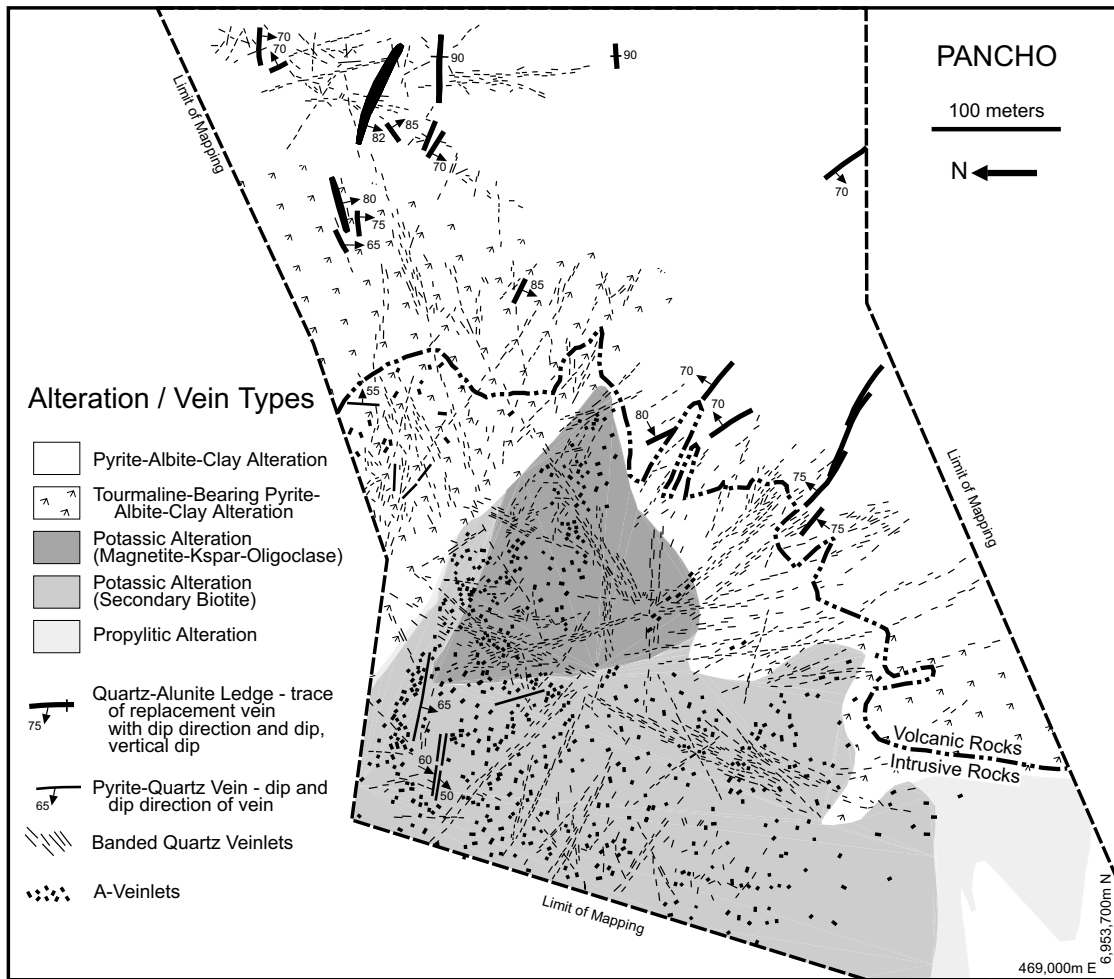 PANCHO
100 meters
N
Limit of Mapping
70
70
90
90
82
85
70
70
80
75
65
85
55
70
70
80
75
75
Alteration / Vein Types
Pyrite-Albite-Clay Alteration
Tourmaline-Bearing Pyrite-
Albite-Clay Alteration
Potassic Alteration
(Magnetite-Kspar-Oligoclase)
Potassic Alteration
(Secondary Biotite)
Propylitic Alteration
Quartz-Alunite Ledge - trace
of replacement vein
with dip direction and dip,
vertical dip
75
Pyrite-Quartz Vein - dip and
dip direction of vein
65
Banded Quartz Veinlets
A-Veinlets
65
60
50
Limit of Mapping
Volcanic Rocks
Intrusive Rocks
Limit of Mapping
469,000m E
6,953,700m N